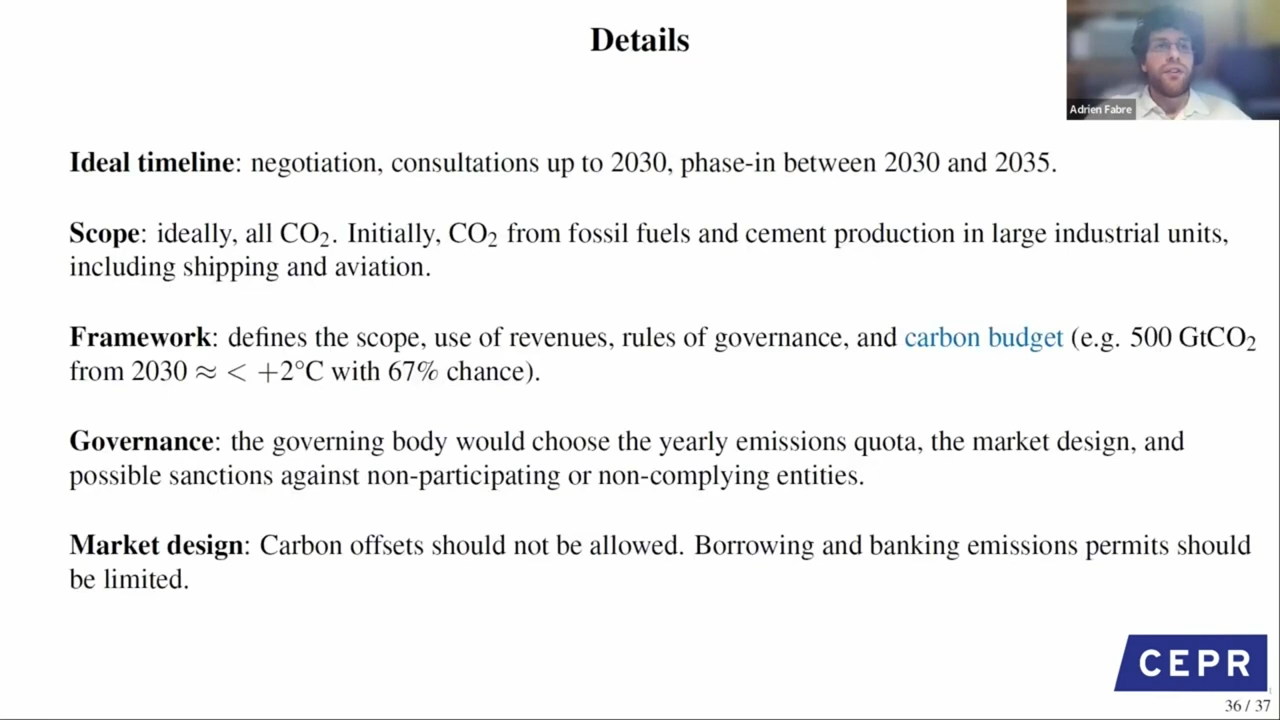 Details
Adrien Fabre
Ideal timeline: negotiation, consultations up to 2030, phase-in between 2030 and 2035.
Scope: ideally, all CO₂. Initially, CO₂ from fossil fuels and cement production in large industrial units,
including shipping and aviation.
Framework: defines the scope, use of revenues, rules of governance, and carbon budget (e.g. 500 GtCO₂
from 2030 ≈ < +2°C with 67% chance).
Governance: the governing body would choose the yearly emissions quota, the market design, and
possible sanctions against non-participating or non-complying entities.
Market design: Carbon offsets should not be allowed. Borrowing and banking emissions permits should
be limited.
CEPR
36 / 37